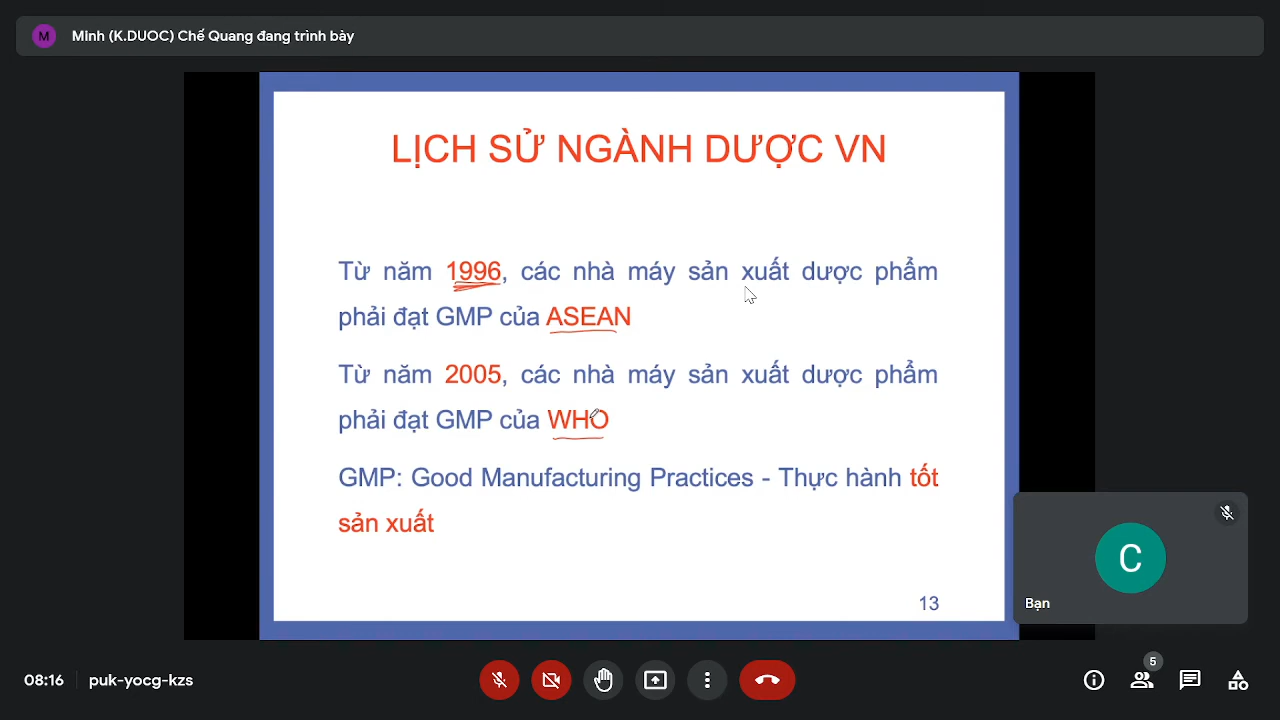 M
Minh (K.DUOC) Chế Quang đang trình bày
LỊCH SỬ NGÀNH DƯỢC VN
Từ năm 1996, các nhà máy sản xuất dược phẩm
phải đạt GMP của ASEAN
Từ năm 2005, các nhà máy sản xuất dược phẩm
phải đạt GMP của WHO
GMP: Good Manufacturing Practices - Thực hành tốt
sản xuất
13
C
Bạn
08:16
puk-yocg-kzs
5